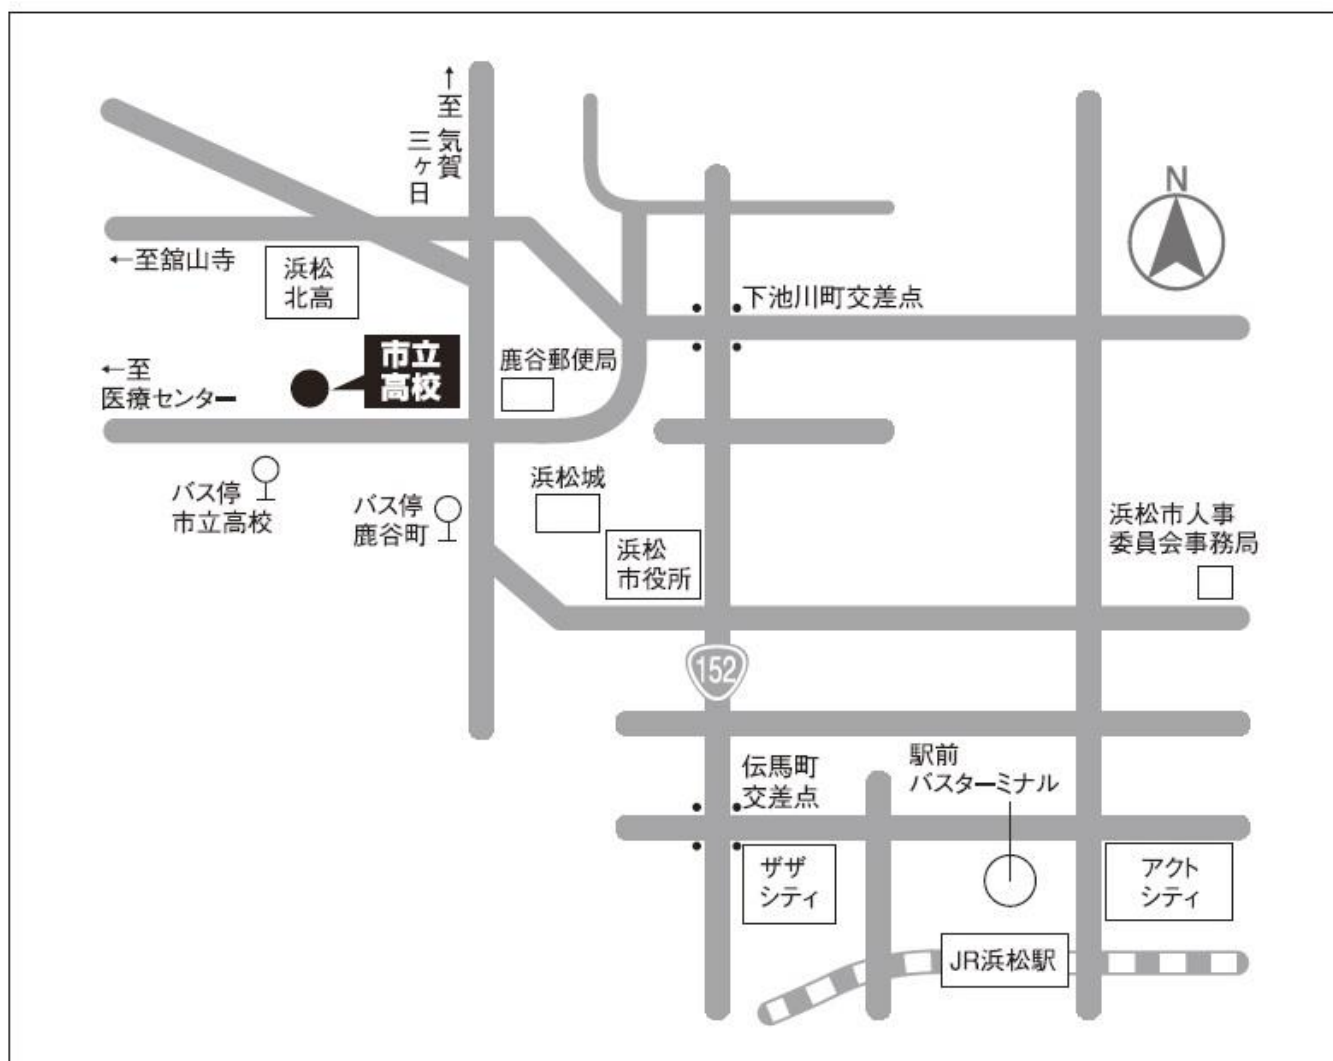 ↑至 気賀
三ヶ日
N
←至舘山寺
浜松
北高
下池川町交差点
市立
高校
鹿谷郵便局
←至
医療センター
浜松城
バス停
市立高校
バス停
鹿谷町
浜松
市役所
浜松市人事
委員会事務局
152
伝馬町
交差点
駅前
バスターミナル
ザザ
シティ
アクト
シティ
JR浜松駅